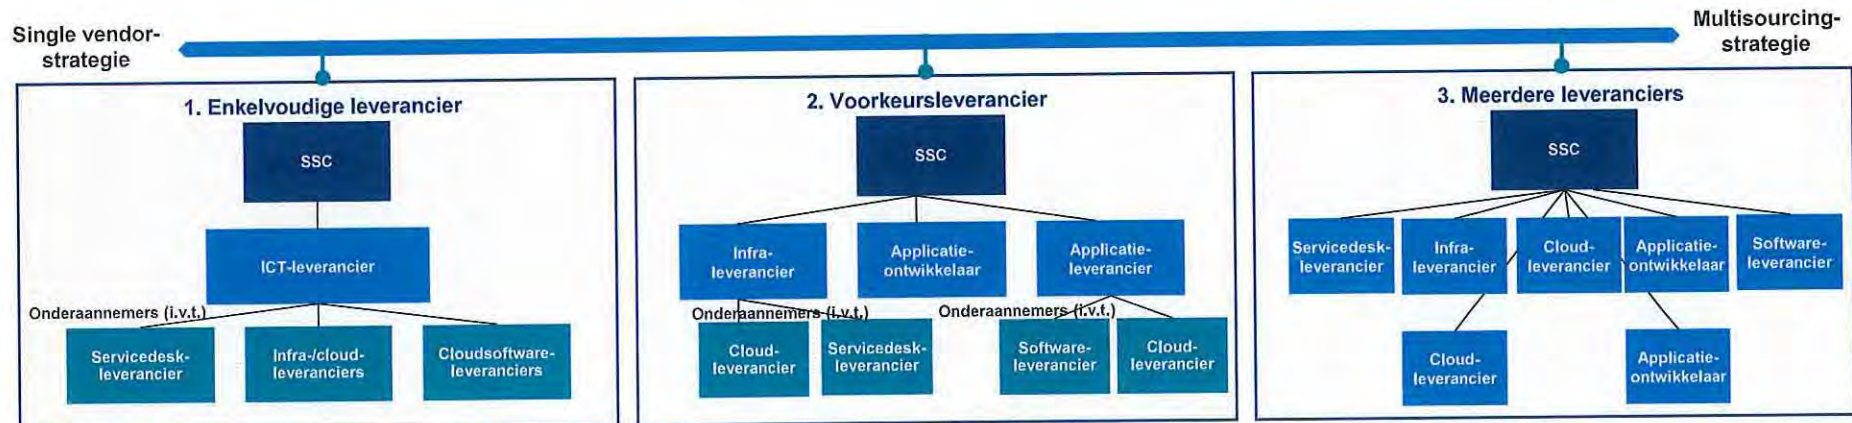 Single vendor-
strategie
Multisourcing-
strategie
1. Enkelvoudige leverancier
SSC
ICT-leverancier
Onderaannemers (i.v.t.)
Servicedesk-
leverancier
Infra-/cloud-
leveranciers
Cloudsoftware-
leveranciers
2. Voorkeursleverancier
SSC
Infra-
leverancier
Applicatie-
ontwikkelaar
Applicatie-
leverancier
Onderaannemers (i.v.t.)
Onderaannemers (i.v.t.)
Cloud-
leverancier
Servicedesk-
leverancier
Software-
leverancier
Cloud-
leverancier
3. Meerdere leveranciers
SSC
Servicedesk-
leverancier
Infra-
leverancier
Cloud-
leverancier
Applicatie-
ontwikkelaar
Software-
leverancier
Cloud-
leverancier
Applicatie-
ontwikkelaar